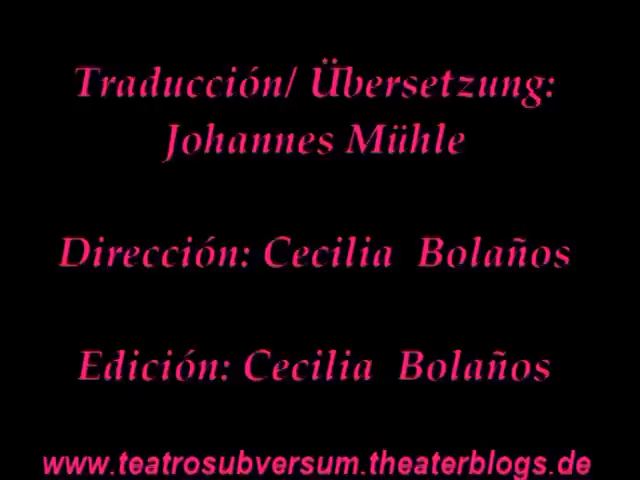 Traducción/ Übersetzung:
Johannes Mühle
Dirección: Cecilia Bolaños
Edición: Cecilia Bolaños
www.teatrosubversum.theaterblogs.de